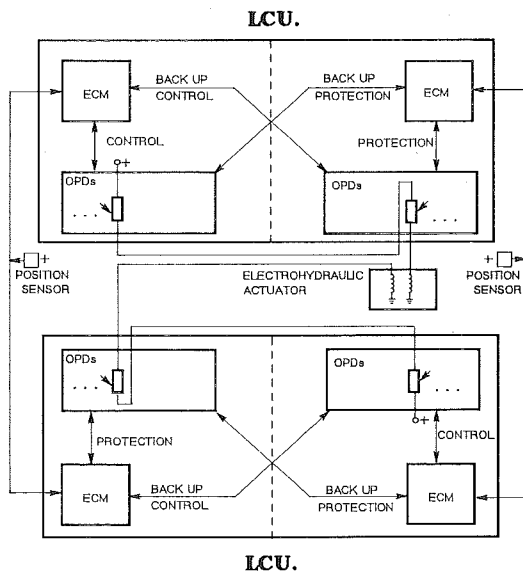 LCU.
ECM
BACK UP
CONTROL
BACK UP
PROTECTION
ECM
CONTROL
PROTECTION
+
OPDs
. . .
OPDs
. . .
+
POSITION
SENSOR
ELECTROHYDRAULIC
ACTUATOR
+
POSITION
SENSOR
OPDs
. . .
OPDs
. . .
+
PROTECTION
CONTROL
ECM
BACK UP
CONTROL
BACK UP
PROTECTION
ECM
LCU.